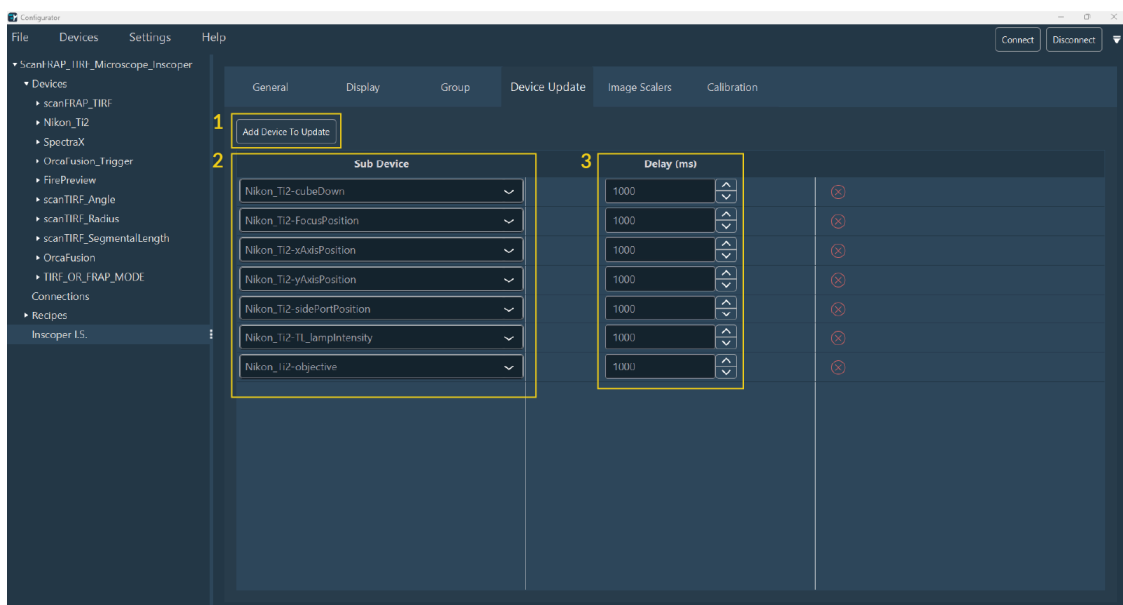 Configurator
File Devices Settings Help
Connect Disconnect
ScanFRAP_TIRF_Microscope_Inscoper
Devices
scanFRAP_TIRF
Nikon_Ti2
SpectraX
OrcaFusion_Trigger
FirePreview
scanTIRF_Angle
scanTIRF_Radius
scanTIRF_SegmentalLength
OrcaFusion
TIRF_OR_FRAP_MODE
Connections
Recipes
Inscoper LS.
General Display Group Device Update Image Scalers Calibration
1 Add Device To Update
2 Sub Device 3 Delay (ms)
Nikon_Ti2-cubeDown 1000
Nikon_Ti2-FocusPosition 1000
Nikon_Ti2-xAxisPosition 1000
Nikon_Ti2-yAxisPosition 1000
Nikon_Ti2-sidePortPosition 1000
Nikon_Ti2-TL_lampIntensity 1000
Nikon_Ti2-objective 1000